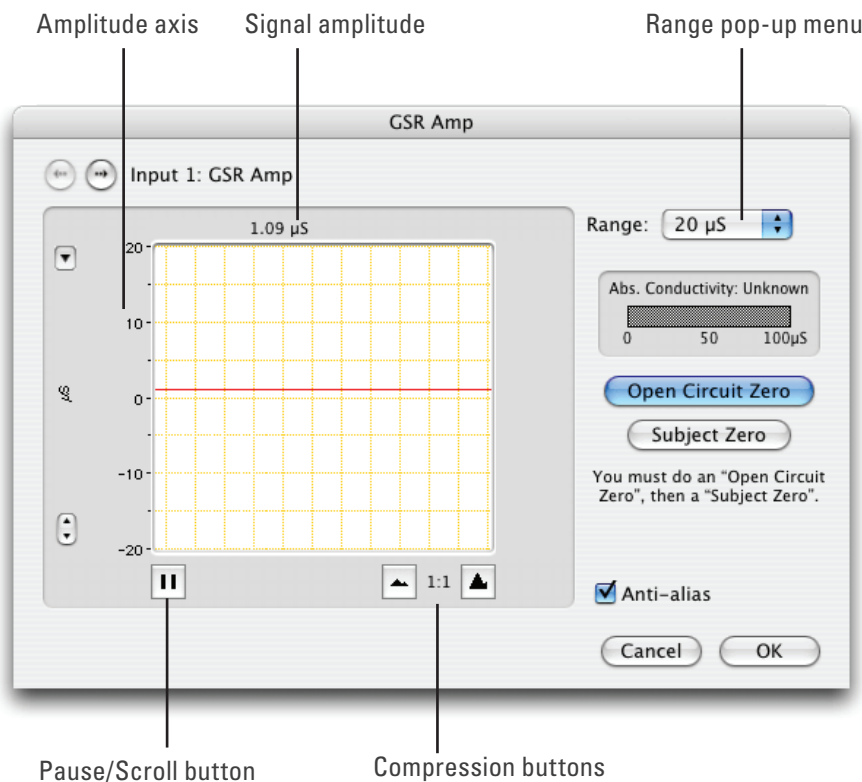 Amplitude axis
Signal amplitude
Range pop-up menu
GSR Amp
Input 1: GSR Amp
1.09 µS
Range: 20 µS
20
10
0
-10
-20
Abs. Conductivity: Unknown
0 50 100µS
Open Circuit Zero
Subject Zero
You must do an “Open Circuit
Zero”, then a “Subject Zero”.
1:1
Anti-alias
Cancel
OK
Pause/Scroll button
Compression buttons